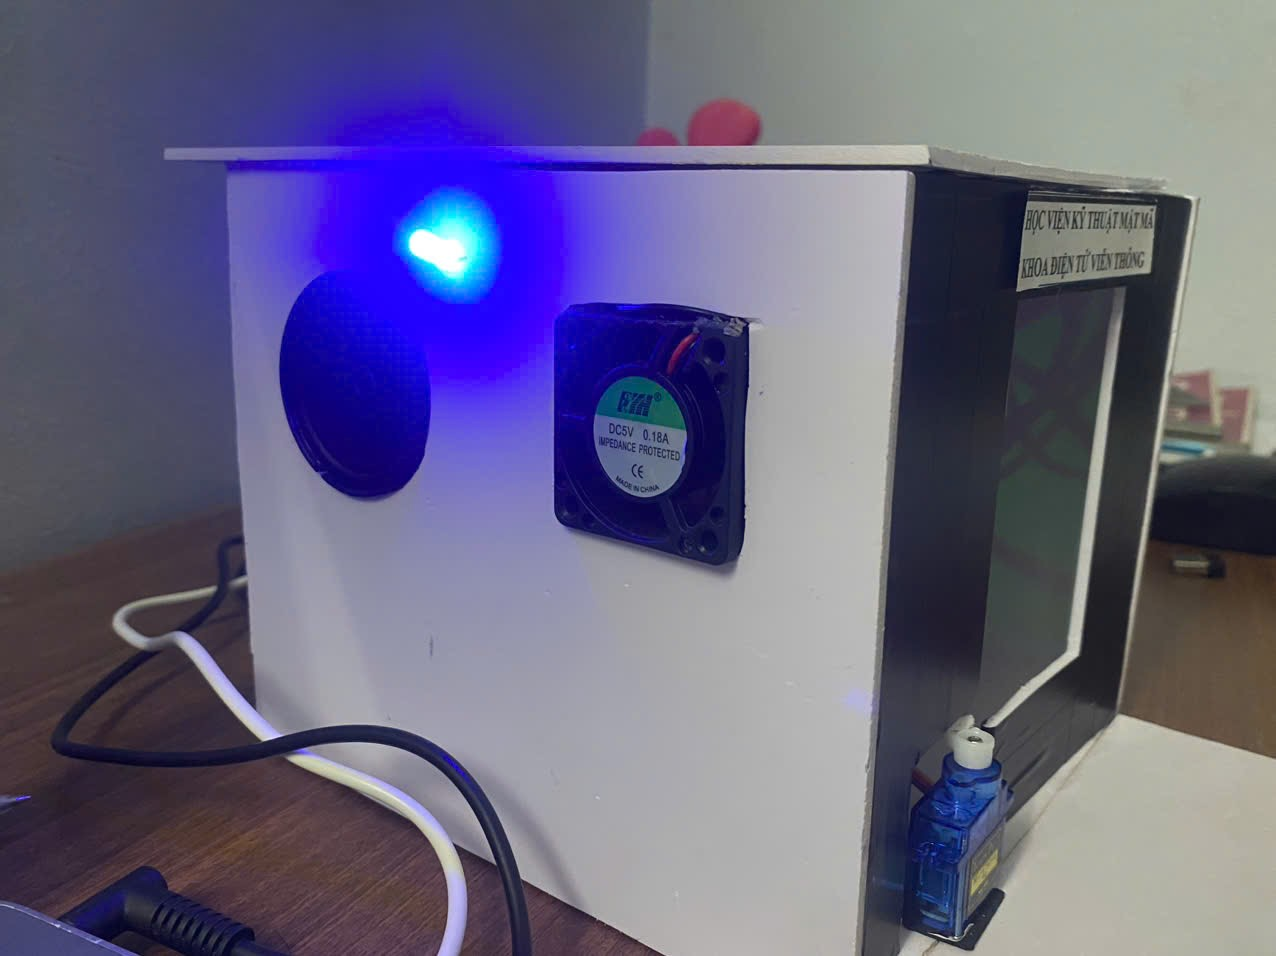 HỌC VIỆN KỸ THUẬT MẬT MÃ
KHOA ĐIỆN TỬ VIỄN THÔNG
DC5V 0.18A
IMPEDANCE PROTECTED
CE
MADE IN CHINA